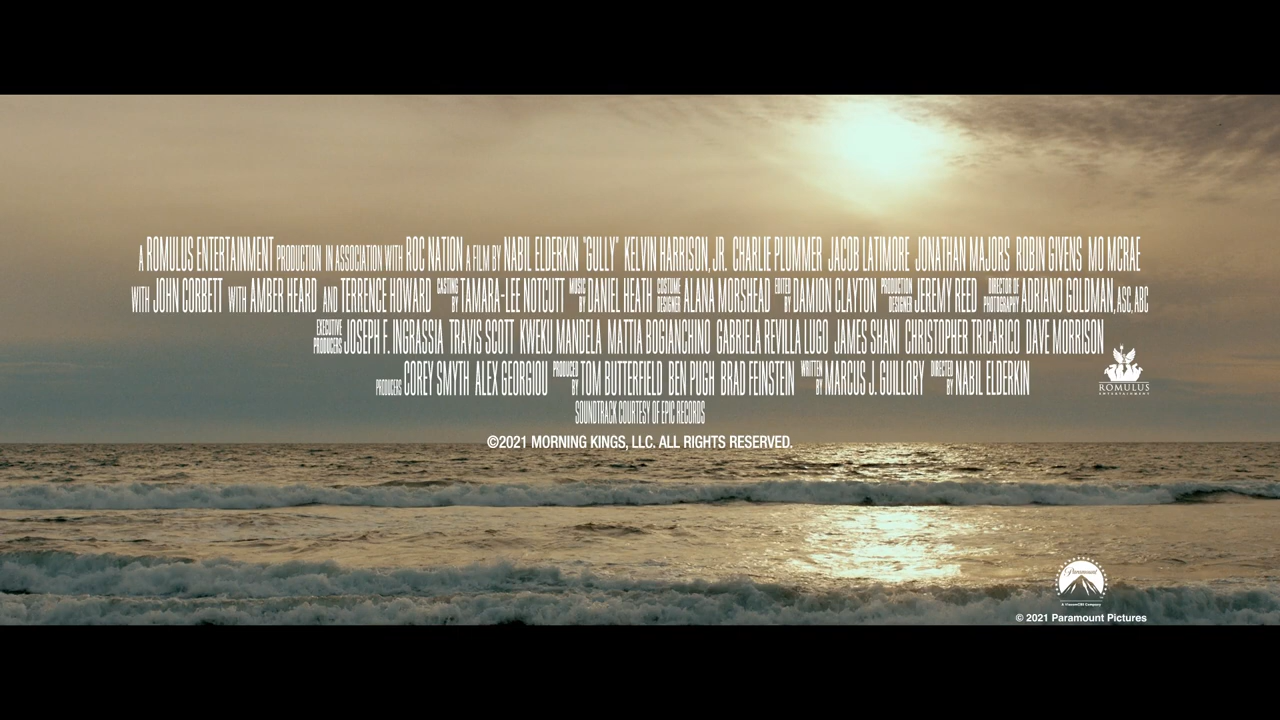 A ROMULUS ENTERTAINMENT PRODUCTION IN ASSOCIATION WITH ROC NATION A FILM BY NABIL ELDERKIN "GULLY" KELVIN HARRISON, JR. CHARLIE PLUMMER JACOB LATIMORE JONATHAN MAJORS ROBIN GIVENS MO MCRAE
WITH JOHN CORBETT WITH AMBER HEARD AND TERRENCE HOWARD CASTING BY TAMARA-LEE NOTCUTT MUSIC BY DANIEL HEATH COSTUME DESIGNER ALANA MORSHEAD EDITED BY DAMION CLAYTON PRODUCTION DESIGNER JEREMY REED DIRECTOR OF PHOTOGRAPHY ADRIANO GOLDMAN, ASC, ABC
EXECUTIVE PRODUCERS JOSEPH F. INGRASSIA TRAVIS SCOTT KWEKU MANDELA MATTIA BOGIANCHINO GABRIELA REVILLA LUGO JAMES SHANI CHRISTOPHER TRICARICO DAVE MORRISON
PRODUCERS COREY SMYTH ALEX GEORGIOU PRODUCED BY TOM BUTTERFIELD BEN PUGH BRAD FEINSTEIN WRITTEN BY MARCUS J. GUILLORY DIRECTED BY NABIL ELDERKIN
ROMULUS
ENTERTAINMENT
SOUNDTRACK COURTESY OF EPIC RECORDS
©2021 MORNING KINGS, LLC. ALL RIGHTS RESERVED.
Paramount
A ViacomCBS Company
© 2021 Paramount Pictures